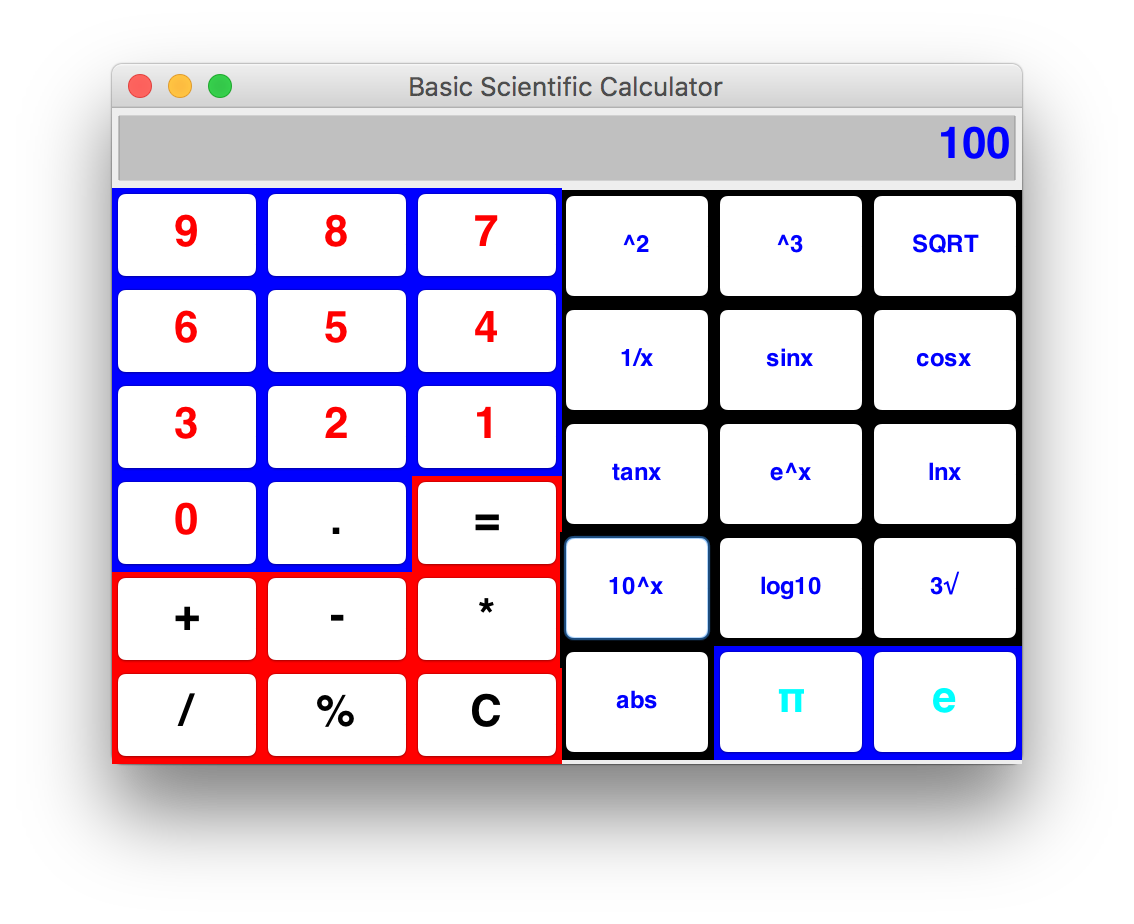 Basic Scientific Calculator
100
9 8 7
6 5 4
3 2 1
0 . =
+ - *
/ % C
^2 ^3 SQRT
1/x sinx cosx
tanx e^x lnx
10^x log10 3√
abs π e